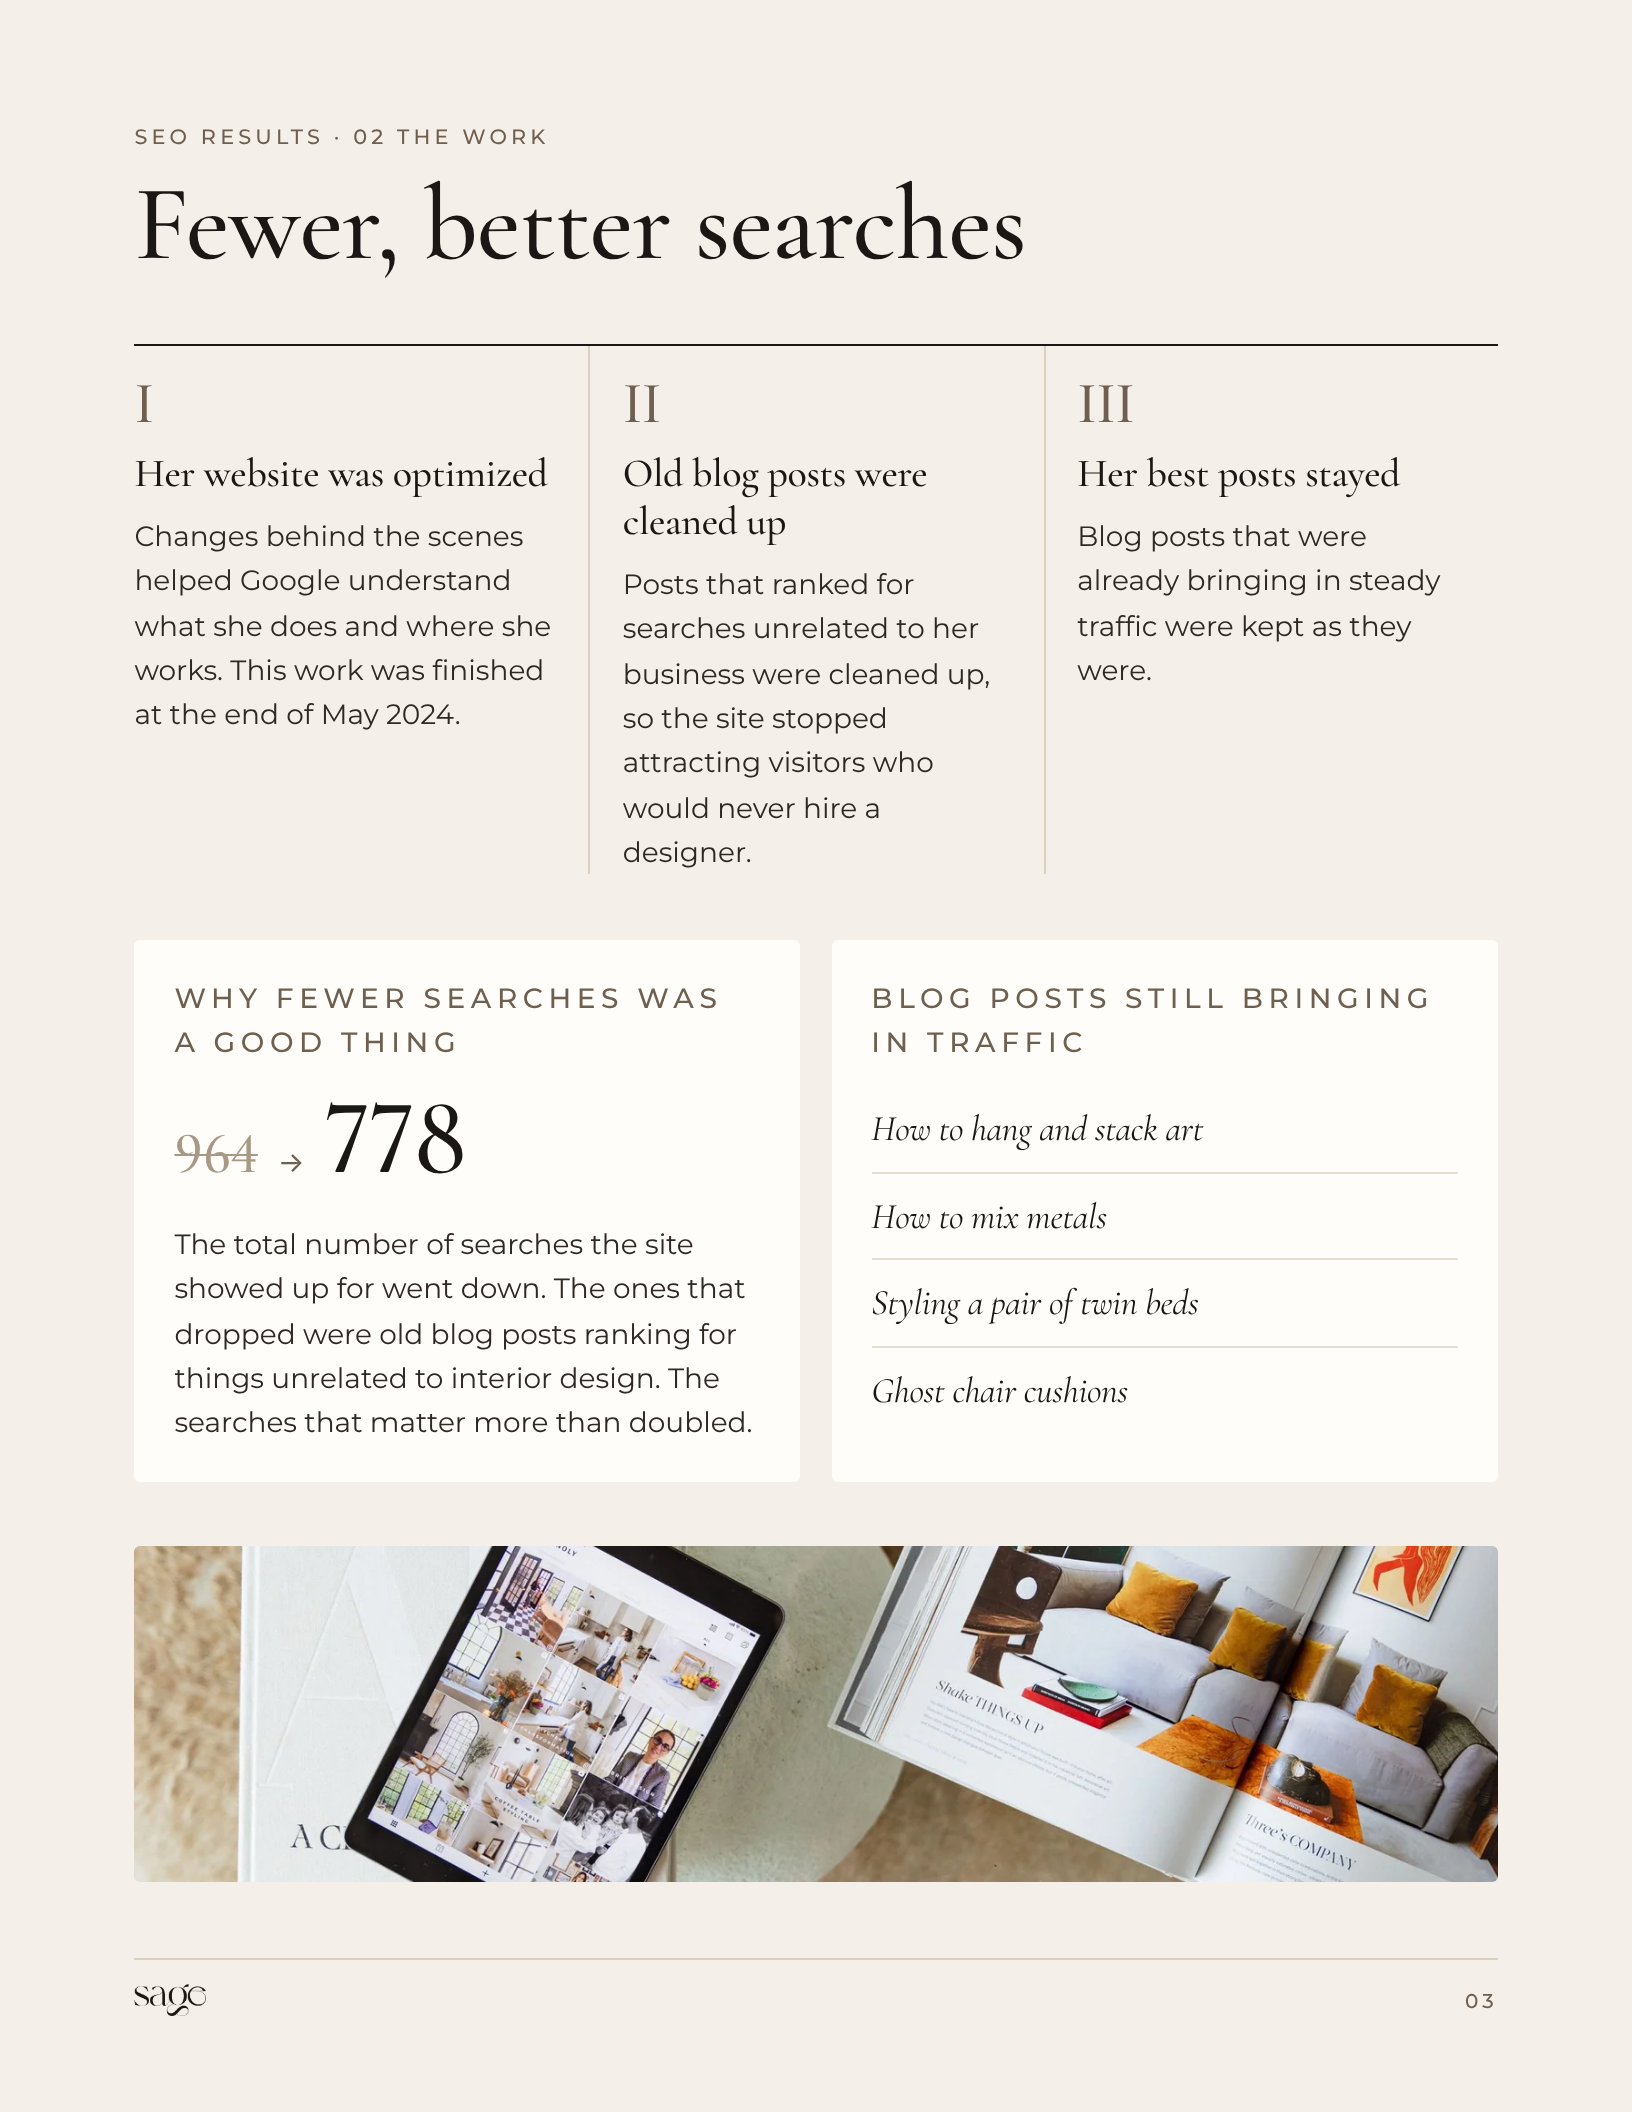 SEO RESULTS · 02 THE WORK
Fewer, better searches
I
Her website was optimized
Changes behind the scenes
helped Google understand
what she does and where she
works. This work was finished
at the end of May 2024.
II
Old blog posts were
cleaned up
Posts that ranked for
searches unrelated to her
business were cleaned up,
so the site stopped
attracting visitors who
would never hire a
designer.
III
Her best posts stayed
Blog posts that were
already bringing in steady
traffic were kept as they
were.
WHY FEWER SEARCHES WAS
A GOOD THING
964 → 778
The total number of searches the site
showed up for went down. The ones that
dropped were old blog posts ranking for
things unrelated to interior design. The
searches that matter more than doubled.
BLOG POSTS STILL BRINGING
IN TRAFFIC
How to hang and stack art
How to mix metals
Styling a pair of twin beds
Ghost chair cushions
COFFEE TABLE
STYLING
Shake THINGS UP
Three's COMPANY
sage
03